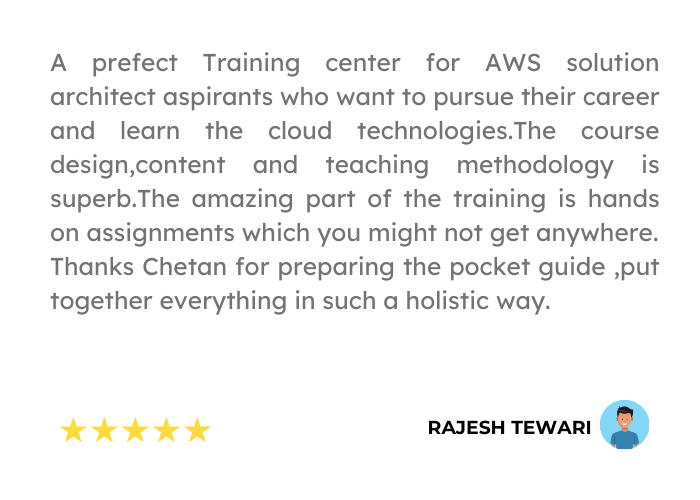 A prefect Training center for AWS solution
architect aspirants who want to pursue their career
and learn the cloud technologies.The course
design,content and teaching methodology is
superb.The amazing part of the training is hands
on assignments which you might not get anywhere.
Thanks Chetan for preparing the pocket guide ,put
together everything in such a holistic way.
RAJESH TEWARI